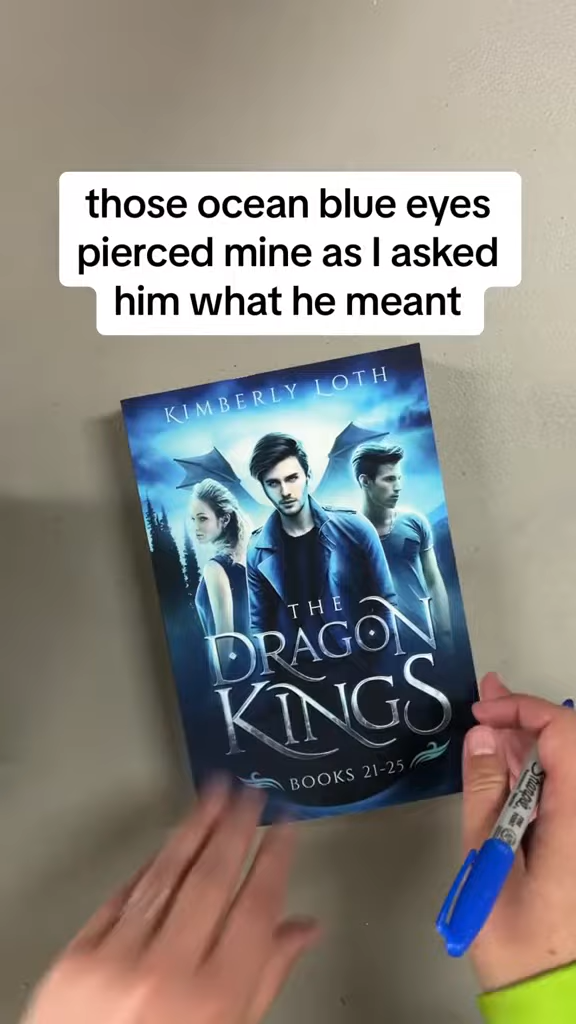 those ocean blue eyes
pierced mine as I asked
him what he meant
KIMBERLY LOTH
THE
DRAGON
KINGS
BOOKS 21-25
Sharpie